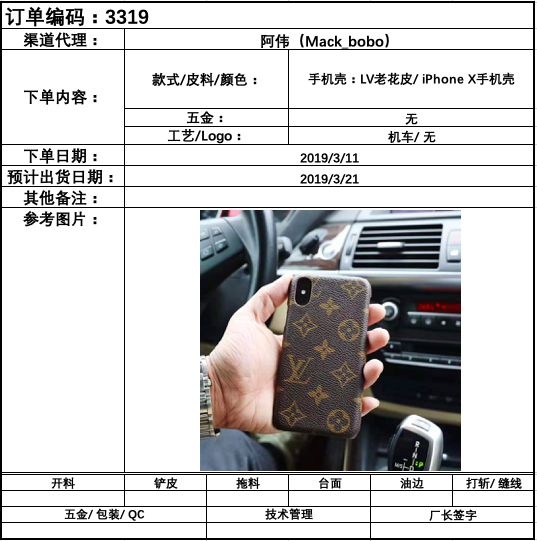 订单编码：3319
渠道代理： 阿伟（Mack_bobo）
下单内容： 款式/皮料/颜色： 手机壳：LV老花皮/ iPhone X手机壳
五金： 无
工艺/Logo： 机车/ 无
下单日期： 2019/3/11
预计出货日期： 2019/3/21
其他备注：
参考图片：
LV
开料 铲皮 拖料 台面 油边 打斩/ 缝线
五金/ 包装/ QC 技术管理 厂长签字